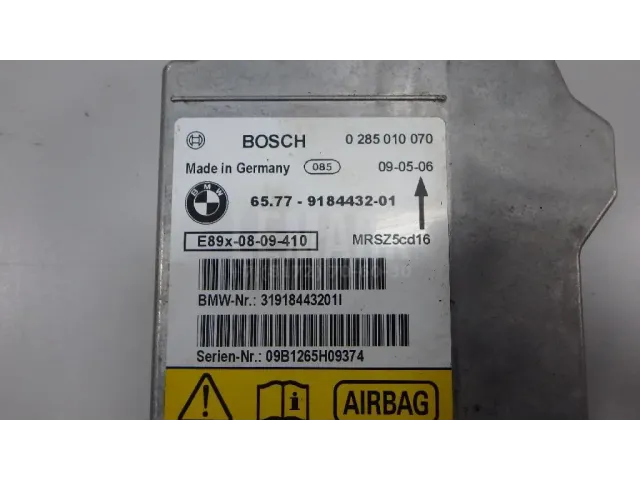 BOSCH 0 285 010 070
Made in Germany 085 09-05-06
BMW 65.77 - 9184432-01
E89x-08-09-410 MRSZ5cd16
BMW-Nr.: 31918443201I
Serien-Nr.: 09B1265H09374
AIRBAG